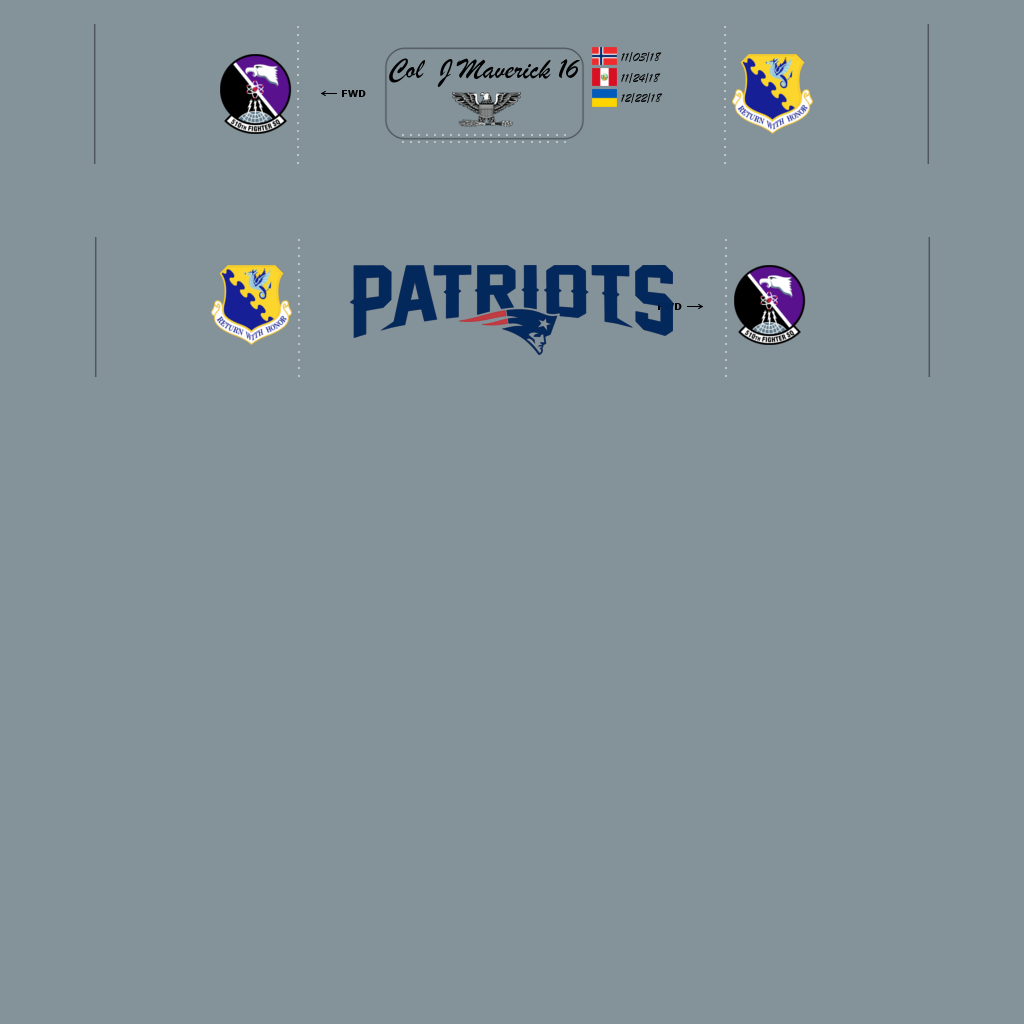 Col J Maverick 16
11/03/18
11/24/18
12/22/18
← FWD
510TH FIGHTER SQ
RETURN WITH HONOR
PATRIOTS
RETURN WITH HONOR
510TH FIGHTER SQ